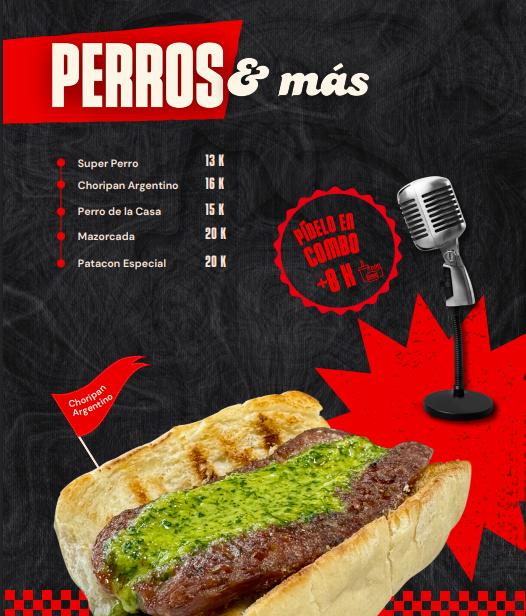 PERROS & más
Super Perro 13 K
Choripan Argentino 16 K
Perro de la Casa 15 K
Mazorcada 20 K
Patacon Especial 20 K
PÍDELO EN
COMBO
+8 K
Choripan
Argentino